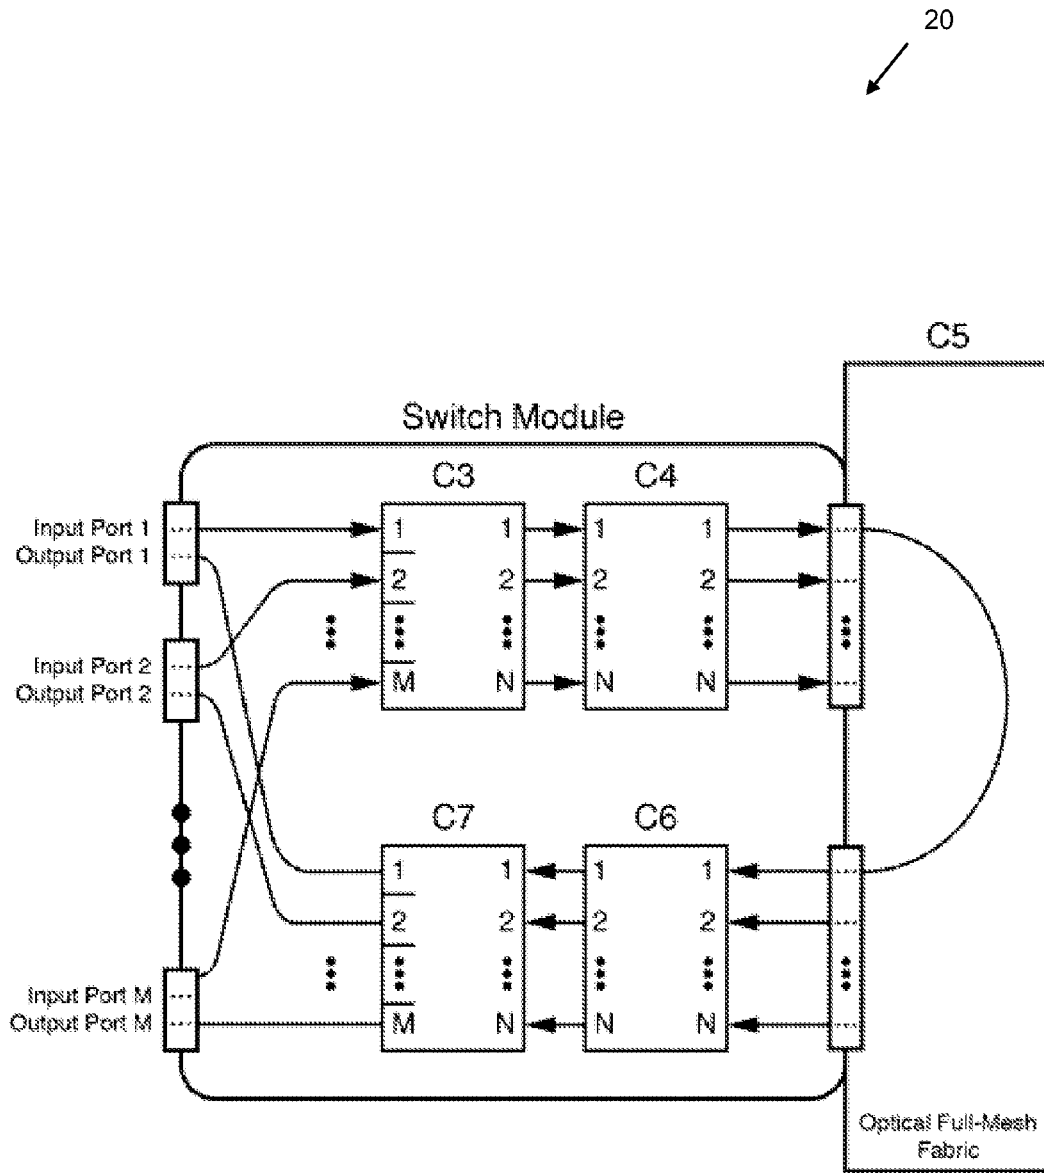 20
C5
Switch Module
C3 C4
Input Port 1
Output Port 1
1 1 1 1
2 2 2 2
Input Port 2
Output Port 2
M N N N
C7 C6
1 1 1 1
2 2 2 2
Input Port M
Output Port M
M N N N
Optical Full-Mesh
Fabric